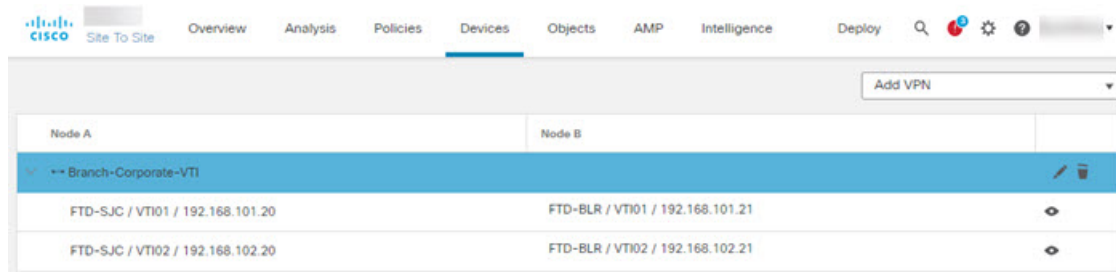 CISCO Site To Site Overview Analysis Policies Devices Objects AMP Intelligence Deploy 3
Add VPN
Node A Node B
Branch-Corporate-VTI
FTD-SJC / VTI01 / 192.168.101.20 FTD-BLR / VTI01 / 192.168.101.21
FTD-SJC / VTI02 / 192.168.102.20 FTD-BLR / VTI02 / 192.168.102.21